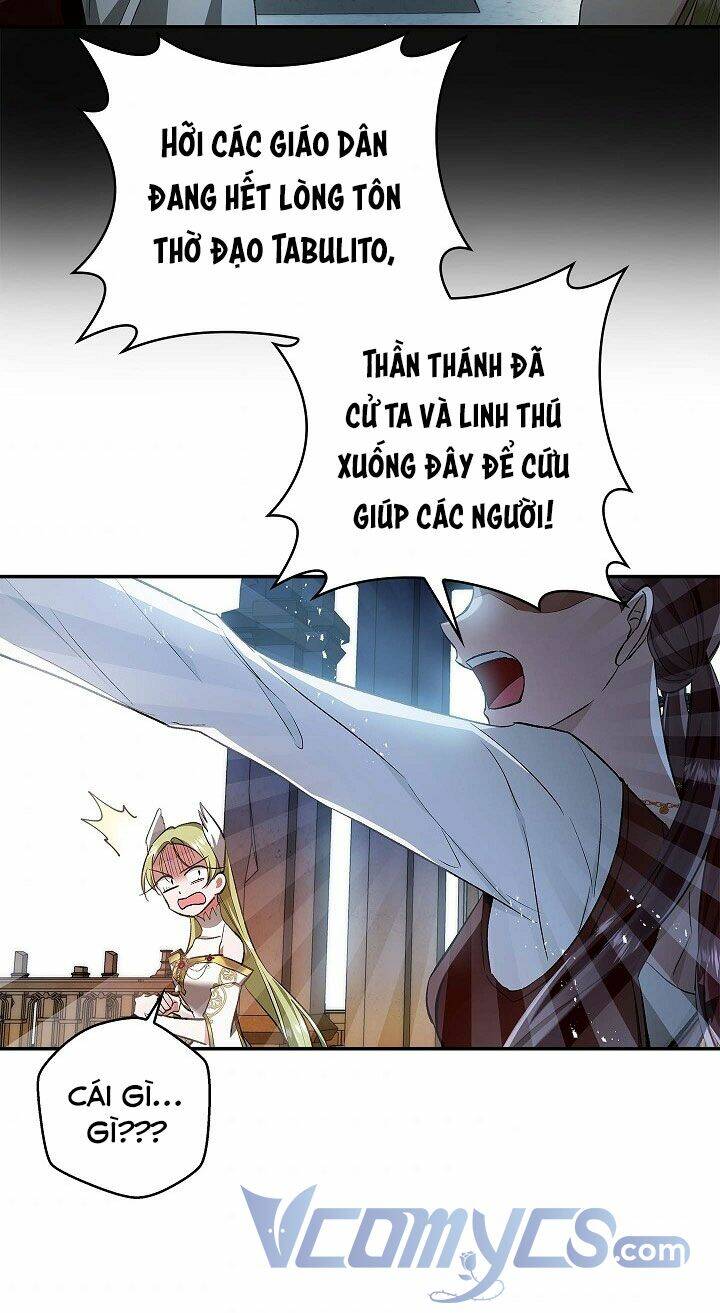 HỠI CÁC GIÁO DÂN
ĐANG HẾT LÒNG TÔN
THỜ ĐẠO TABULITO,
THẦN THÁNH ĐÃ
CỬ TA VÀ LINH THÚ
XUỐNG ĐÂY ĐỂ CỨU
GIÚP CÁC NGƯỜI!
CÁI GÌ...
GÌ???
VCOMYCS.com